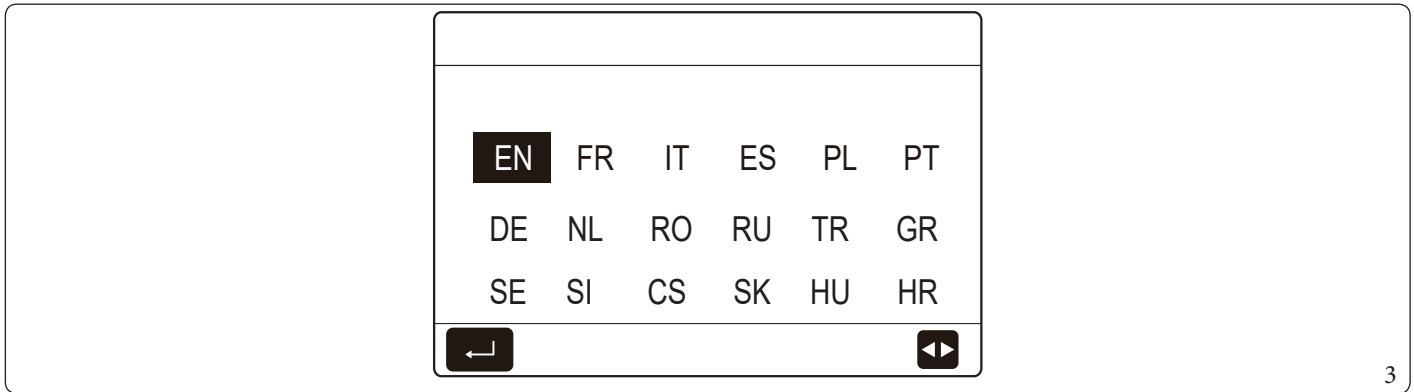 EN FR IT ES PL PT
DE NL RO RU TR GR
SE SI CS SK HU HR
3